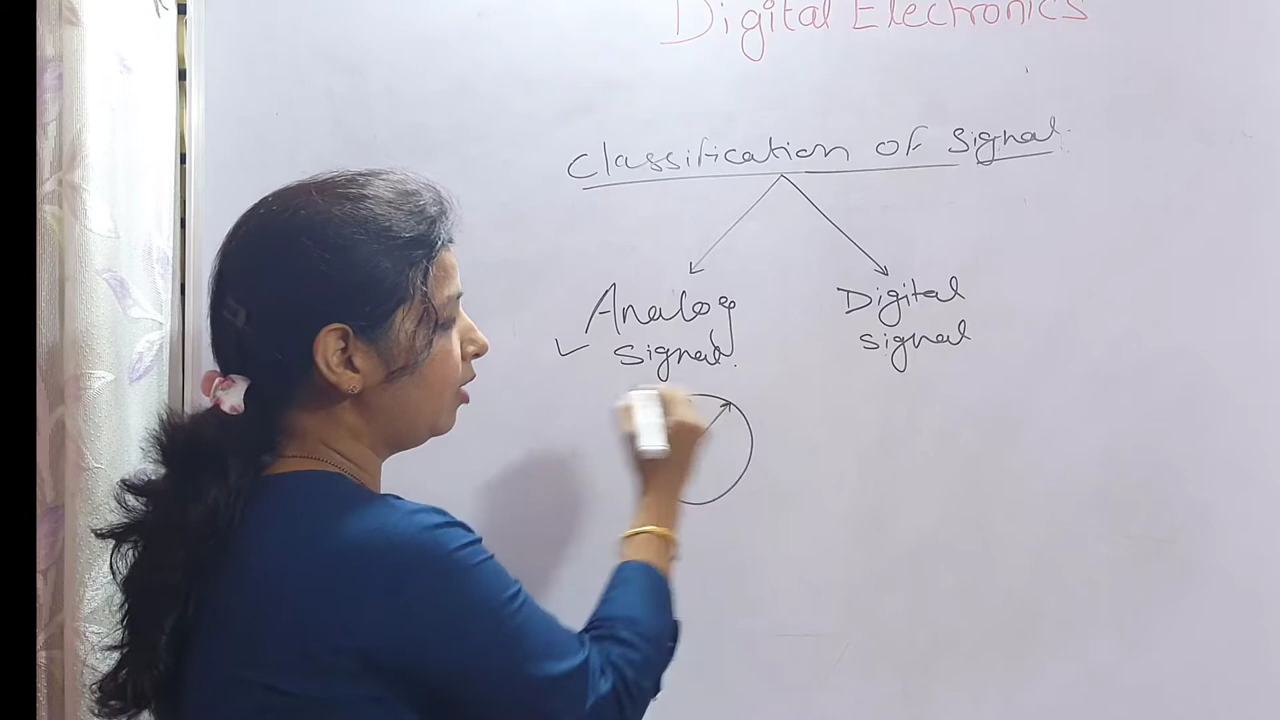 Digital Electronics
Classification of Signal.
Analog
Signal.
Digital
signal